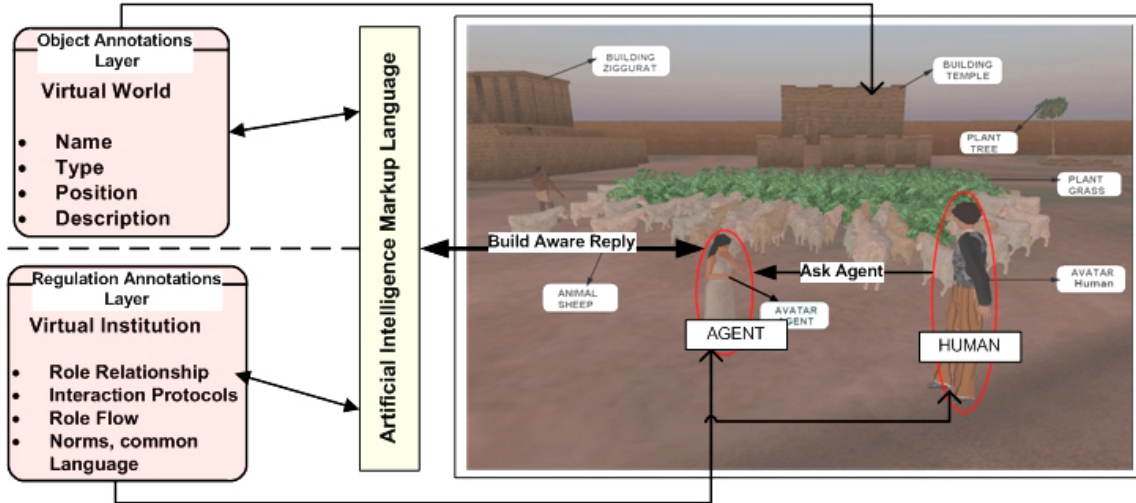 Object Annotations
Layer
Virtual World
• Name
• Type
• Position
• Description
Regulation Annotations
Layer
Virtual Institution
• Role Relationship
• Interaction Protocols
• Role Flow
• Norms, common
Language
Artificial Intelligence Markup Language
BUILDING
ZIGGURAT
BUILDING
TEMPLE
PLANT
TREE
PLANT
GRASS
Build Aware Reply
Ask Agent
ANIMAL
SHEEP
AVATAR
AGENT
AVATAR
Human
AGENT
HUMAN